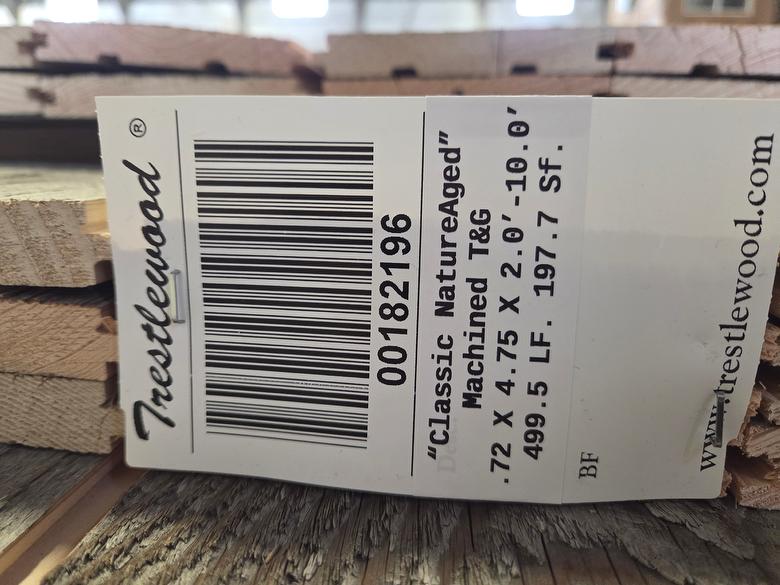 Trestlewood ®
00182196
"Classic NatureAged"
Machined T&G
.72 X 4.75 X 2.0'-10.0'
499.5 LF. 197.7 Sf.
BF
www.trestlewood.com